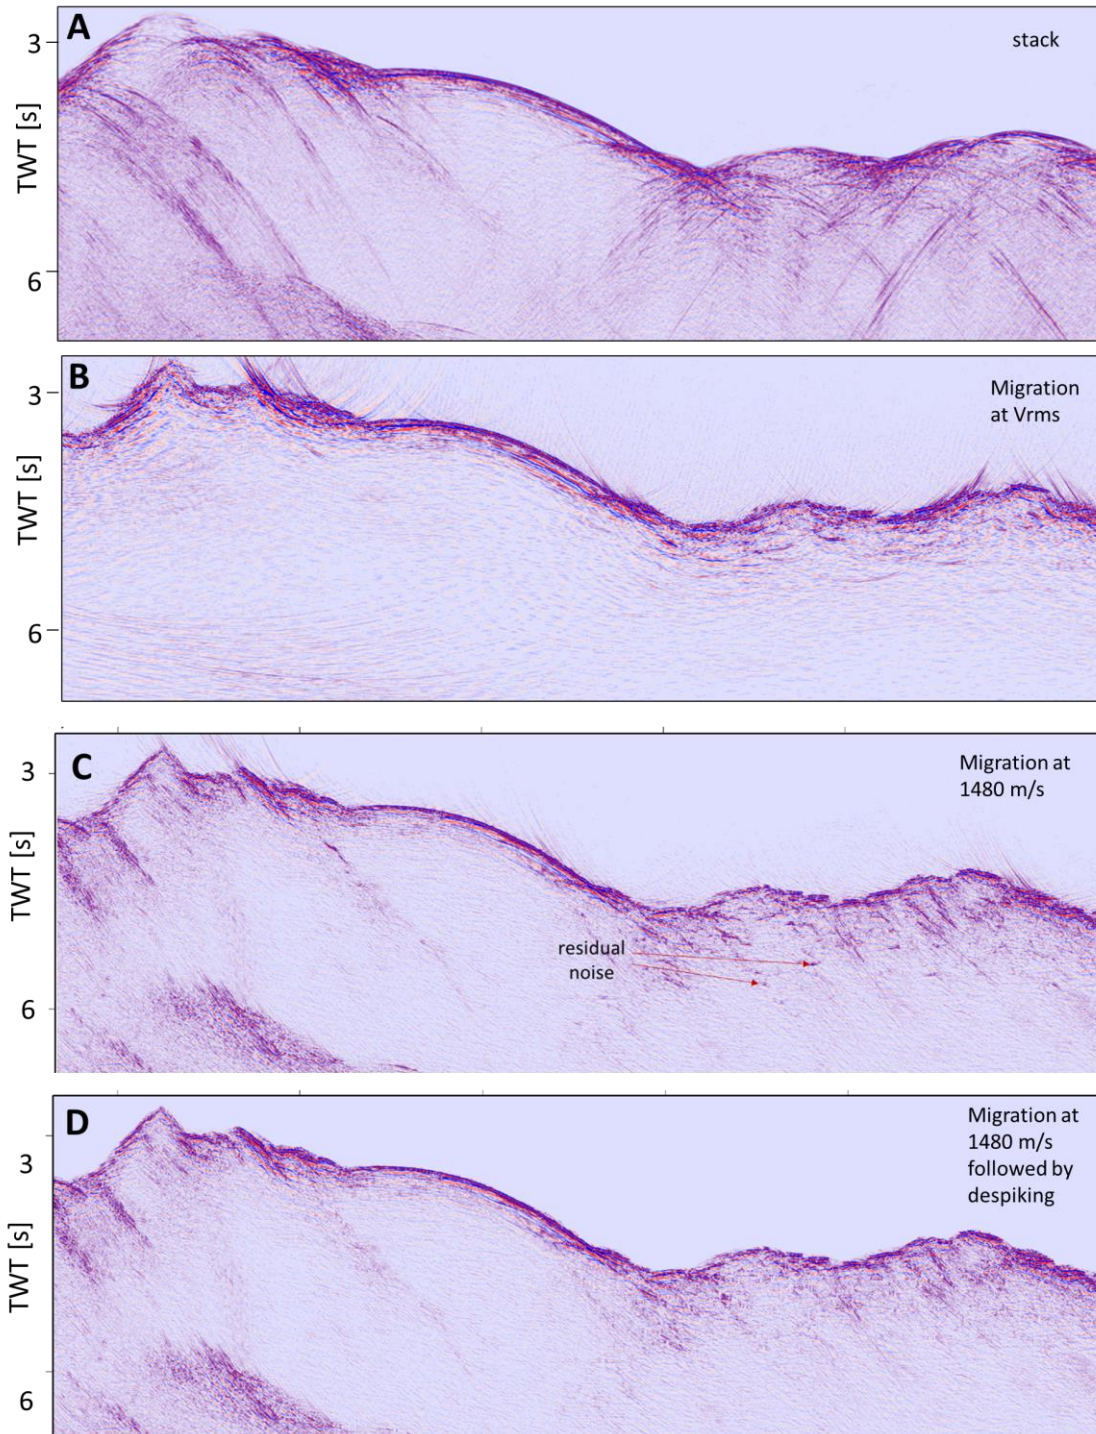 A
stack
3
TWT [s]
6
B
Migration
at Vrms
3
TWT [s]
6
C
Migration at
1480 m/s
3
TWT [s]
residual
noise
6
D
Migration at
1480 m/s
followed by
despiking
3
TWT [s]
6